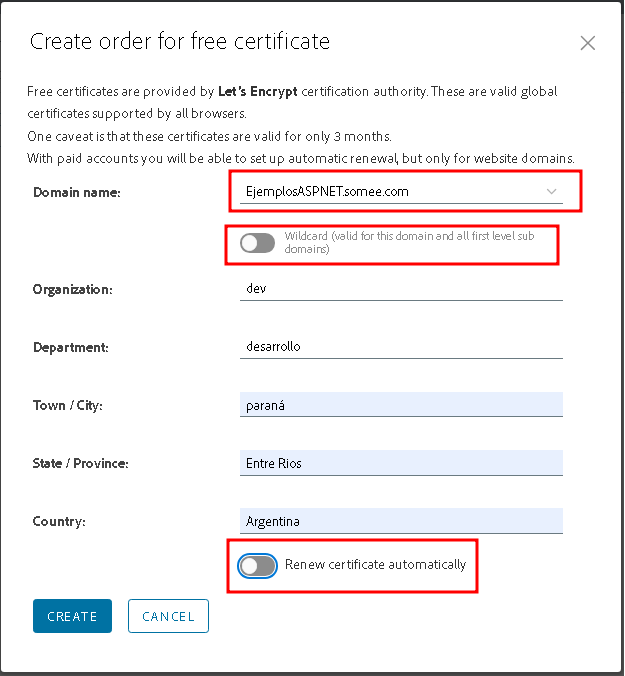 Create order for free certificate
Free certificates are provided by Let's Encrypt certification authority. These are valid global
certificates supported by all browsers.
One caveat is that these certificates are valid for only 3 months.
With paid accounts you will be able to set up automatic renewal, but only for website domains.
Domain name: EjemplosASPNET.somee.com
Wildcard (valid for this domain and all first level sub
domains)
Organization: dev
Department: desarrollo
Town / City: paraná
State / Province: Entre Rios
Country: Argentina
Renew certificate automatically
CREATE CANCEL